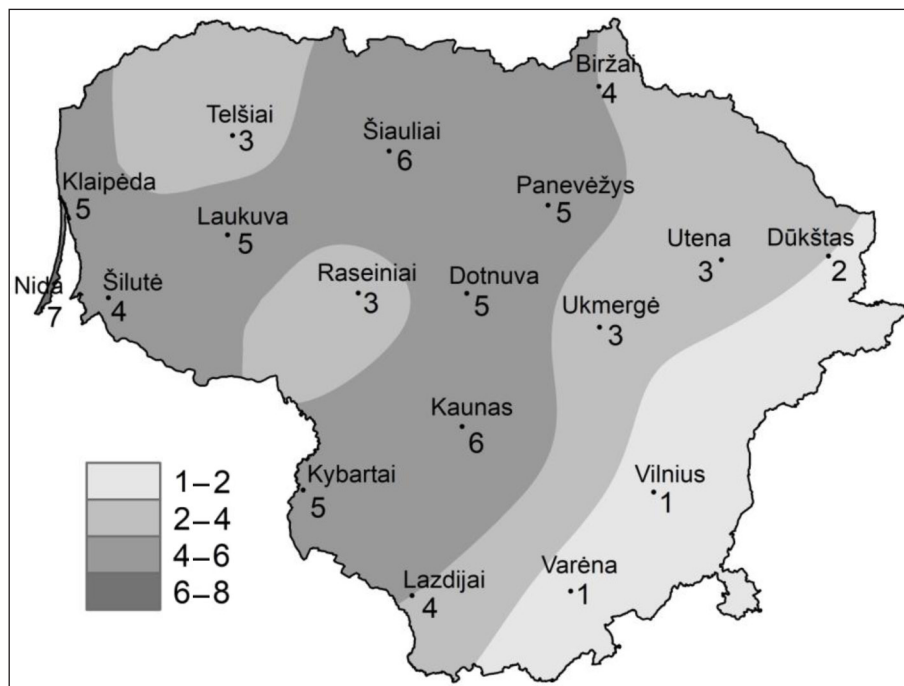 Biržai
4
Telšiai
3
Šiauliai
6
Klaipėda
5
Panevėžys
5
Laukuva
5
Utena
3
Dūkštas
2
Nida
7
Šilutė
4
Raseiniai
3
Dotnuva
5
Ukmergė
3
Kaunas
6
Kybartai
5
Vilnius
1
Lazdijai
4
Varėna
1
1–2
2–4
4–6
6–8